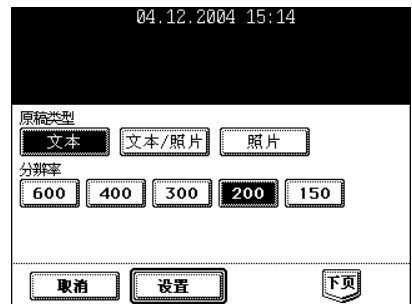 04.12.2004 15:14
原稿类型
文本 文本/照片 照片
分辨率
600 400 300 200 150
取消 设置 下页